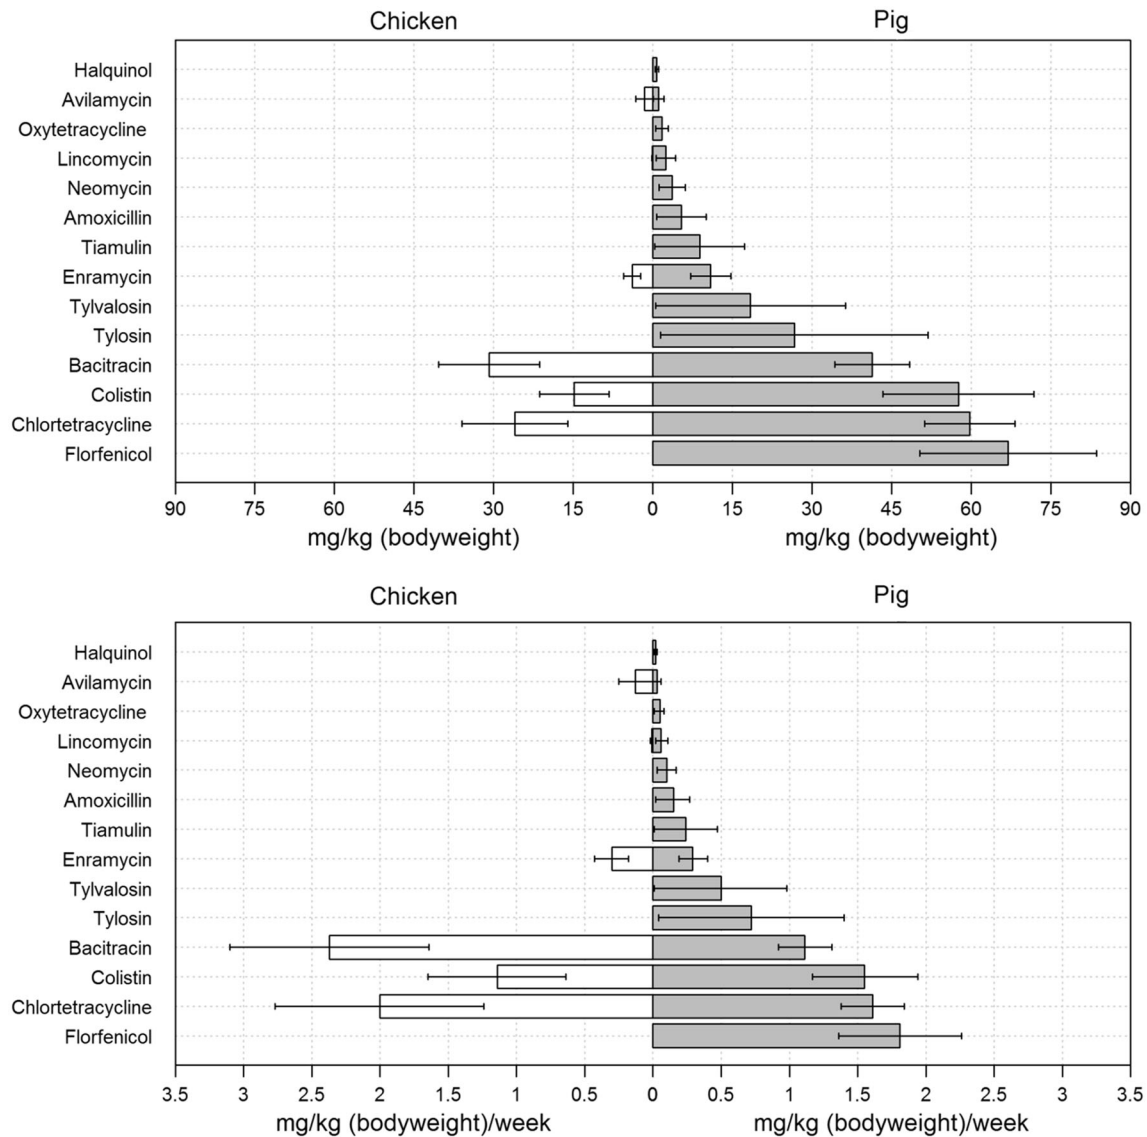 Chicken Pig
Halquinol
Avilamycin
Oxytetracycline
Lincomycin
Neomycin
Amoxicillin
Tiamulin
Enramycin
Tylvalosin
Tylosin
Bacitracin
Colistin
Chlortetracycline
Florfenicol
90 75 60 45 30 15 0 15 30 45 60 75 90
mg/kg (bodyweight) mg/kg (bodyweight)
Chicken Pig
Halquinol
Avilamycin
Oxytetracycline
Lincomycin
Neomycin
Amoxicillin
Tiamulin
Enramycin
Tylvalosin
Tylosin
Bacitracin
Colistin
Chlortetracycline
Florfenicol
3.5 3 2.5 2 1.5 1 0.5 0 0.5 1 1.5 2 2.5 3 3.5
mg/kg (bodyweight)/week mg/kg (bodyweight)/week